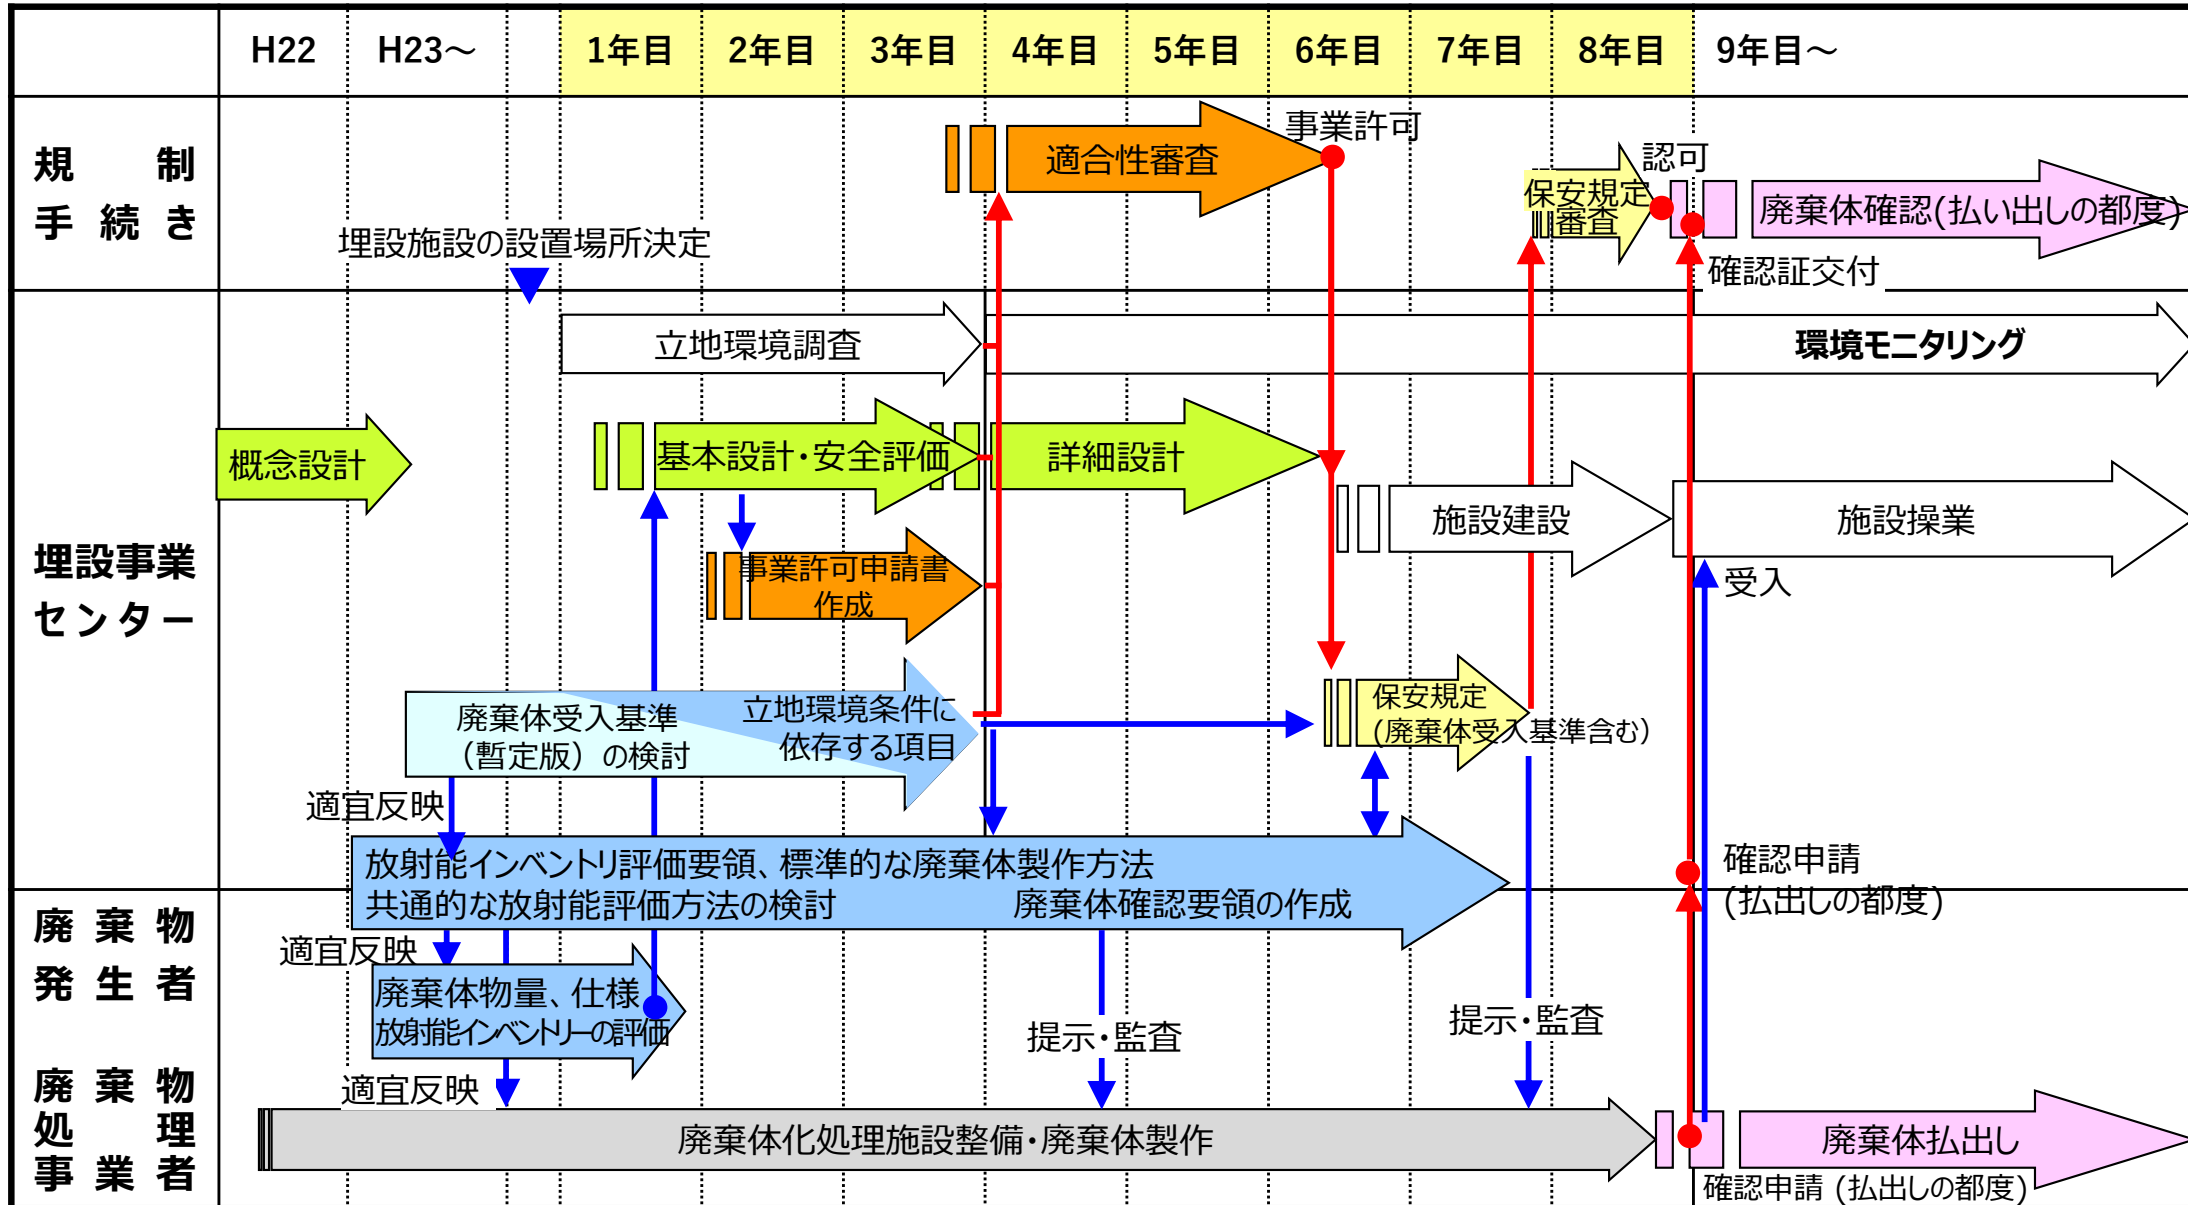 H22 H23～ 1年目 2年目 3年目 4年目 5年目 6年目 7年目 8年目 9年目～
規制
手続き
適合性審査
事業許可
保安規定
審査
認可
廃棄体確認(払い出しの都度)
確認証交付
埋設施設の設置場所決定
埋設事業
センター
立地環境調査
環境モニタリング
概念設計
基本設計・安全評価
詳細設計
施設建設
施設操業
事業許可申請書
作成
受入
廃棄体受入基準
（暫定版）の検討
立地環境条件に
依存する項目
保安規定
(廃棄体受入基準含む)
適宜反映
放射能インベントリ評価要領、標準的な廃棄体製作方法
共通的な放射能評価方法の検討
廃棄体確認要領の作成
確認申請
(払出しの都度)
廃棄物
発生者
適宜反映
廃棄体物量、仕様
放射能インベントリーの評価
提示・監査
提示・監査
廃棄物
処理
事業者
適宜反映
廃棄体化処理施設整備・廃棄体製作
廃棄体払出し
確認申請 (払出しの都度)